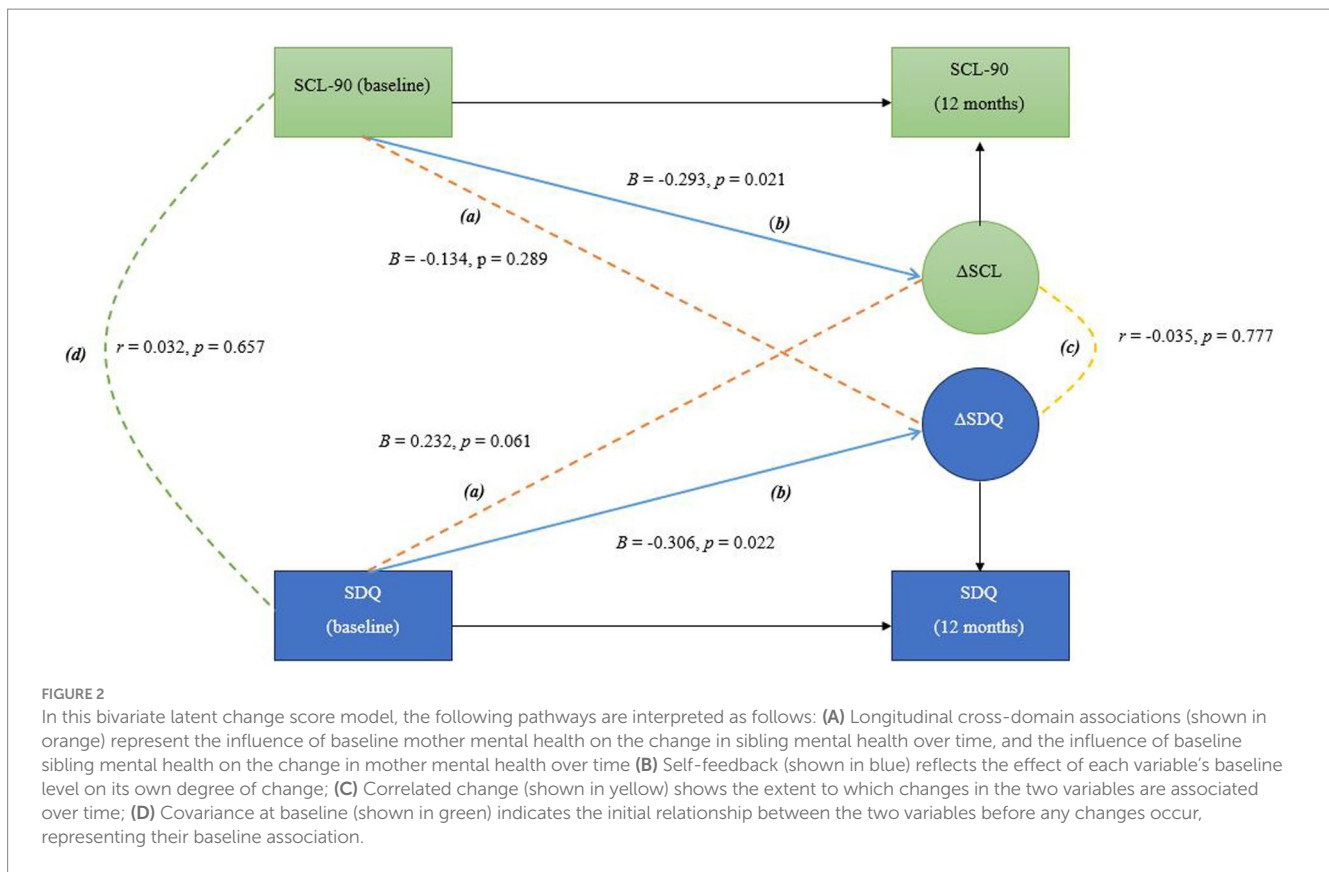 SCL-90 (baseline)
SCL-90
(12 months)
B = -0.293, p = 0.021
(a)
(b)
B = -0.134, p = 0.289
ΔSCL
(d)
r = 0.032, p = 0.657
(c)
r = -0.035, p = 0.777
ΔSDQ
B = 0.232, p = 0.061
(a)
(b)
B = -0.306, p = 0.022
SDQ
(baseline)
SDQ
(12 months)
FIGURE 2
In this bivariate latent change score model, the following pathways are interpreted as follows: (A) Longitudinal cross-domain associations (shown in
orange) represent the influence of baseline mother mental health on the change in sibling mental health over time, and the influence of baseline
sibling mental health on the change in mother mental health over time (B) Self-feedback (shown in blue) reflects the effect of each variable's baseline
level on its own degree of change; (C) Correlated change (shown in yellow) shows the extent to which changes in the two variables are associated
over time; (D) Covariance at baseline (shown in green) indicates the initial relationship between the two variables before any changes occur,
representing their baseline association.